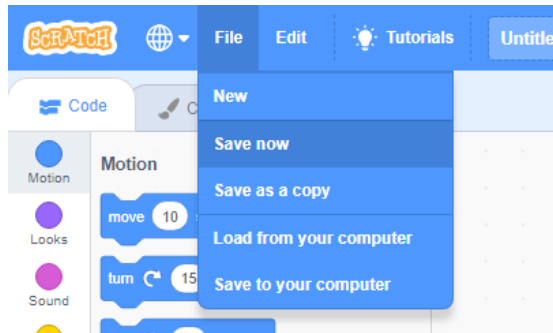 SCRATCH File Edit Tutorials Untitle
Code C
New
Save now
Save as a copy
Load from your computer
Save to your computer
Motion
Looks
Sound
Motion
move 10
turn 15